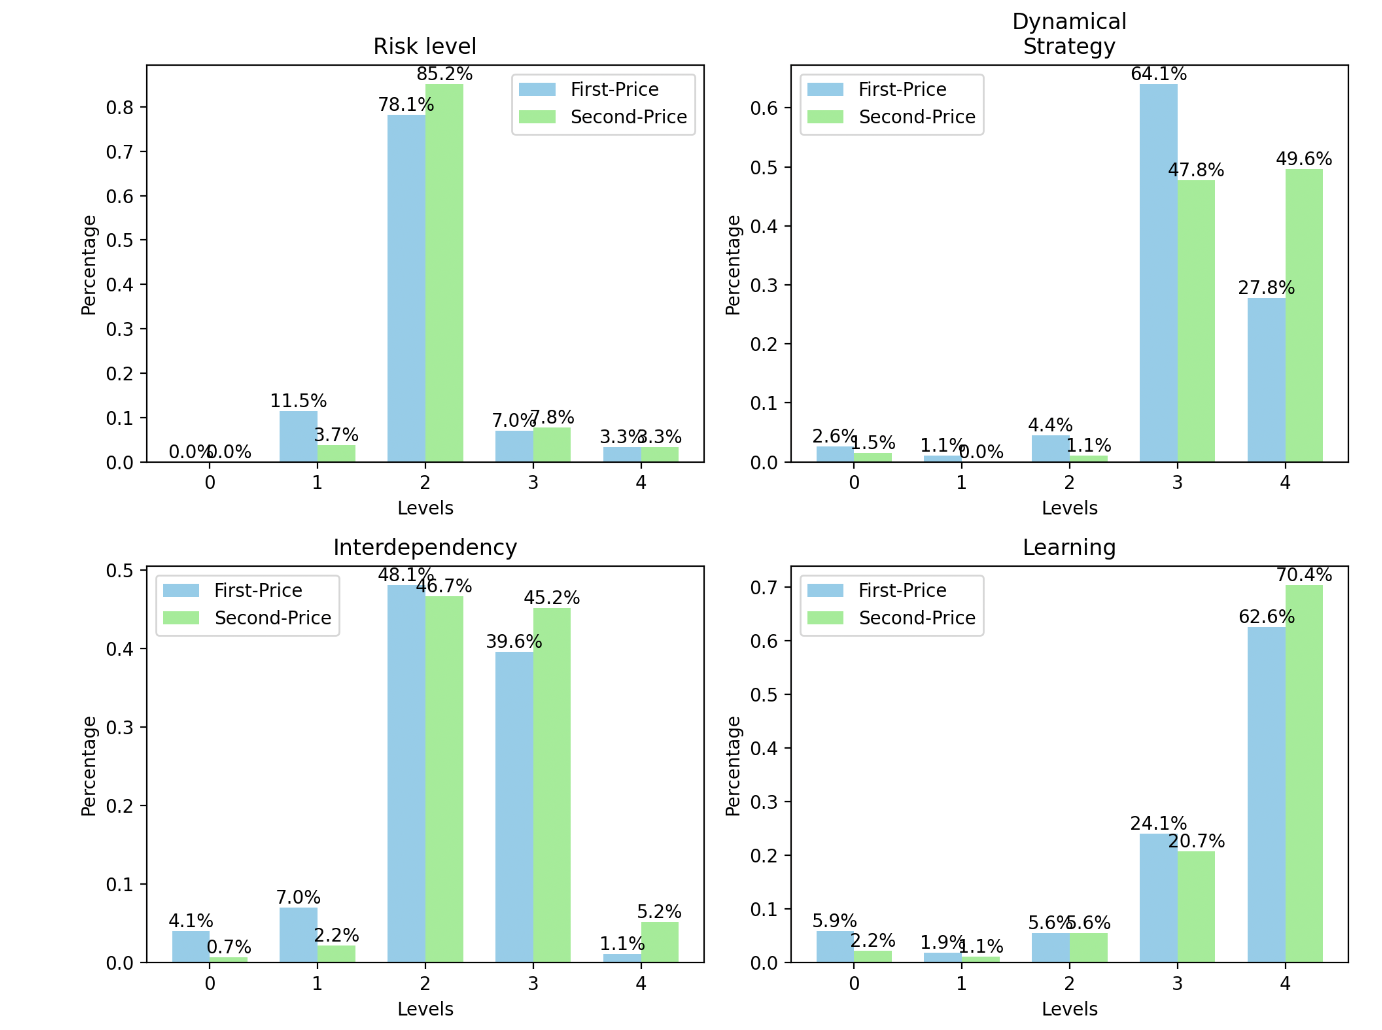 Risk level
First-Price
Second-Price
Percentage
0.8
0.7
0.6
0.5
0.4
0.3
0.2
0.1
0.0
0.0% 0.0% 11.5% 3.7% 78.1% 85.2% 7.0% 7.8% 3.3% 3.3%
0 1 2 3 4
Levels
Dynamical
Strategy
First-Price
Second-Price
Percentage
0.6
0.5
0.4
0.3
0.2
0.1
0.0
2.6% 1.5% 1.1% 0.0% 4.4% 1.1% 64.1% 47.8% 27.8% 49.6%
0 1 2 3 4
Levels
Interdependency
First-Price
Second-Price
Percentage
0.5
0.4
0.3
0.2
0.1
0.0
4.1% 0.7% 7.0% 2.2% 48.1% 46.7% 39.6% 45.2% 1.1% 5.2%
0 1 2 3 4
Levels
Learning
First-Price
Second-Price
Percentage
0.7
0.6
0.5
0.4
0.3
0.2
0.1
0.0
5.9% 2.2% 1.9% 1.1% 5.6% 5.6% 24.1% 20.7% 62.6% 70.4%
0 1 2 3 4
Levels